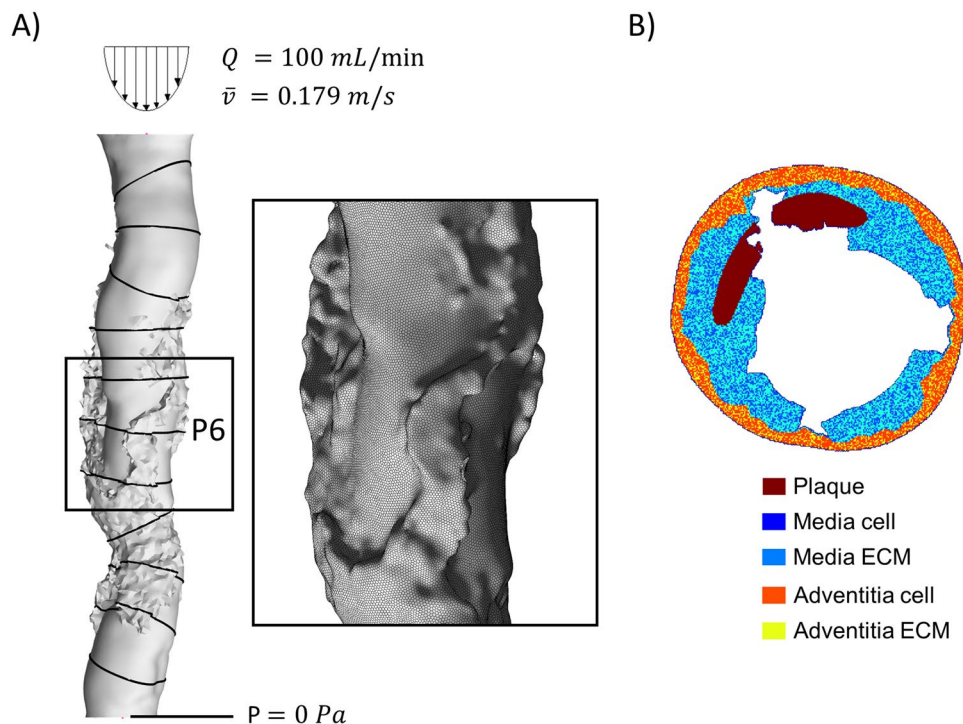 A)
Q = 100 mL/min
v̄ = 0.179 m/s
P6
P = 0 Pa
B)
Plaque
Media cell
Media ECM
Adventitia cell
Adventitia ECM